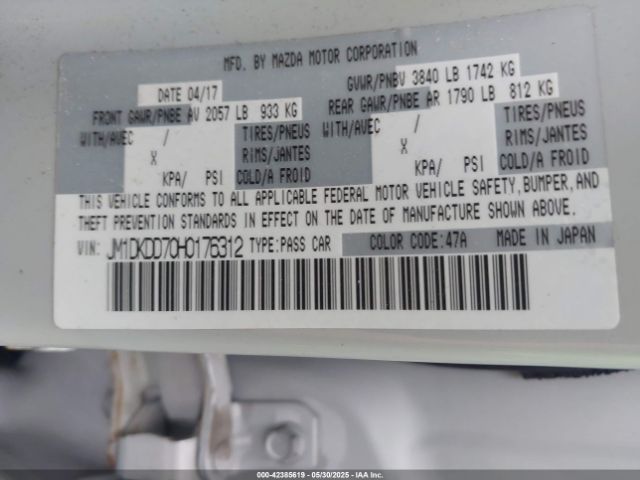 MFD. BY MAZDA MOTOR CORPORATION
DATE 04/17
GVWR/PNBV 3840 LB 1742 KG
FRONT GAWR/PNBE AV 2057 LB 933 KG
REAR GAWR/PNBE AR 1790 LB 812 KG
WITH/AVEC / TIRES/PNEUS WITH/AVEC / TIRES/PNEUS
X RIMS/JANTES X RIMS/JANTES
KPA/ PSI COLD/A FROID KPA/ PSI COLD/A FROID
THIS VEHICLE CONFORMS TO ALL APPLICABLE FEDERAL MOTOR VEHICLE SAFETY, BUMPER, AND
THEFT PREVENTION STANDARDS IN EFFECT ON THE DATE OF MANUFACTURE SHOWN ABOVE.
VIN: JM1DKDD70H0176312 TYPE:PASS CAR COLOR CODE:47A MADE IN JAPAN
000-42385619 - 05/30/2025 - IAAI.COM